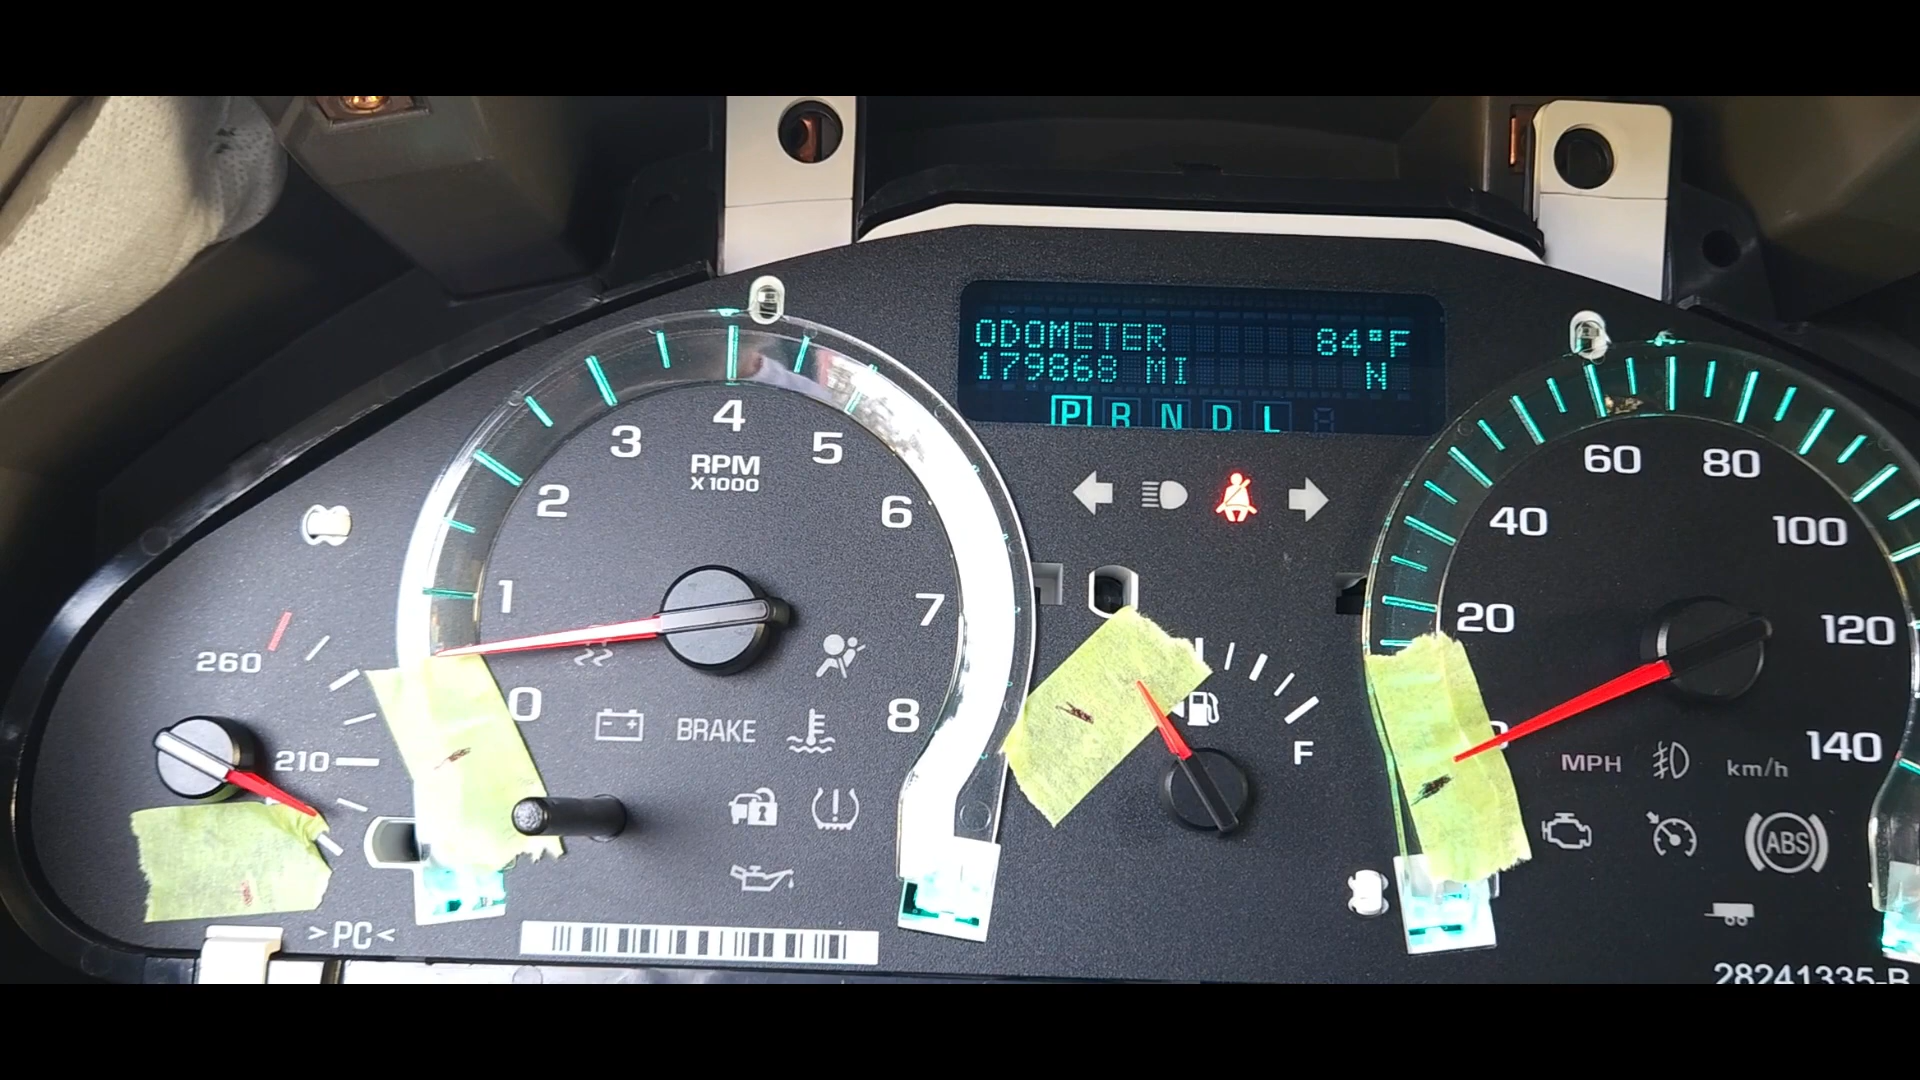 ODOMETER 84°F
179868 MI N
P R N D L
0 1 2 3 4 5 6 7 8
RPM
X 1000
260
210
BRAKE
F
20 40 60 80 100 120 140
MPH km/h
ABS
>PC<
28241335-B